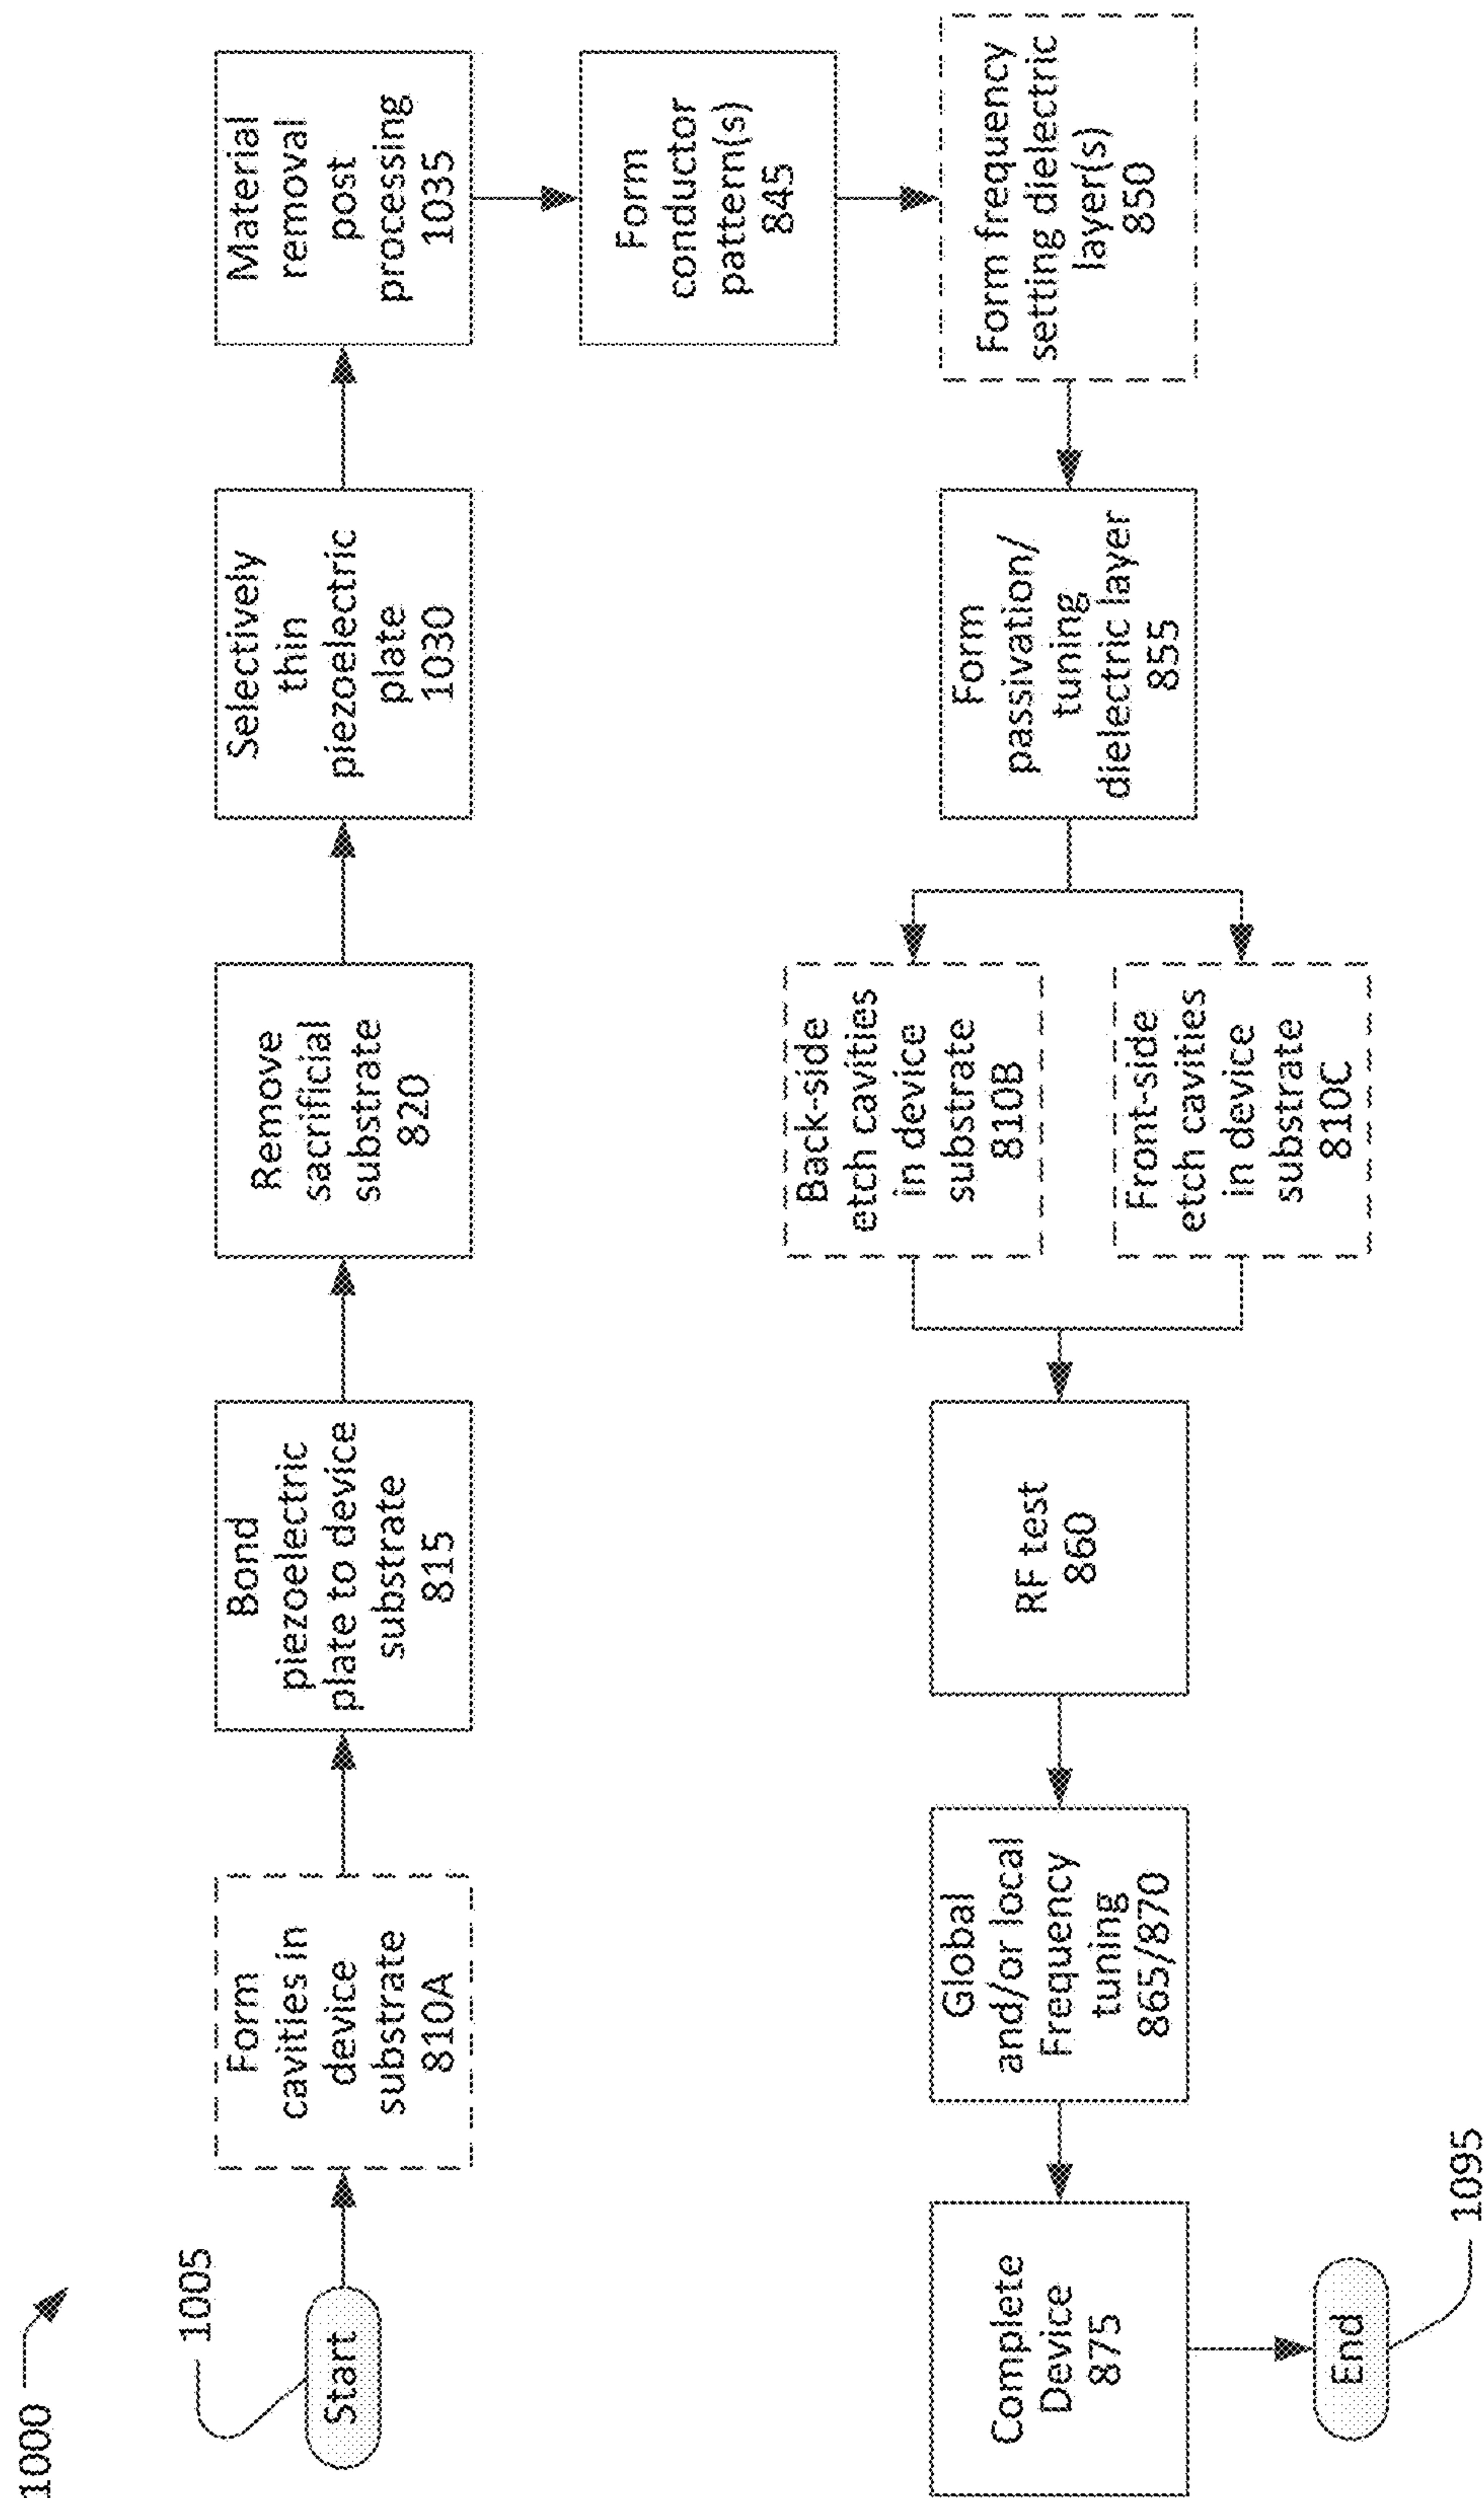 1000
1005
Start
Form
cavities in
device
substrate
810A
Bond
piezoelectric
plate to device
substrate
815
Remove
sacrificial
substrate
820
Selectively
thin
piezoelectric
plate
1030
Material
removal
post
processing
1035
Form
conductor
pattern(s)
845
Form frequency
setting dielectric
layer(s)
850
Form
passivation/
tuning
dielectric layer
855
Back-side
etch cavities
in device
substrate
810B
Front-side
etch cavities
in device
substrate
810C
RF test
860
Global
and/or local
Frequency
tuning
865/870
Complete
Device
875
End
1095